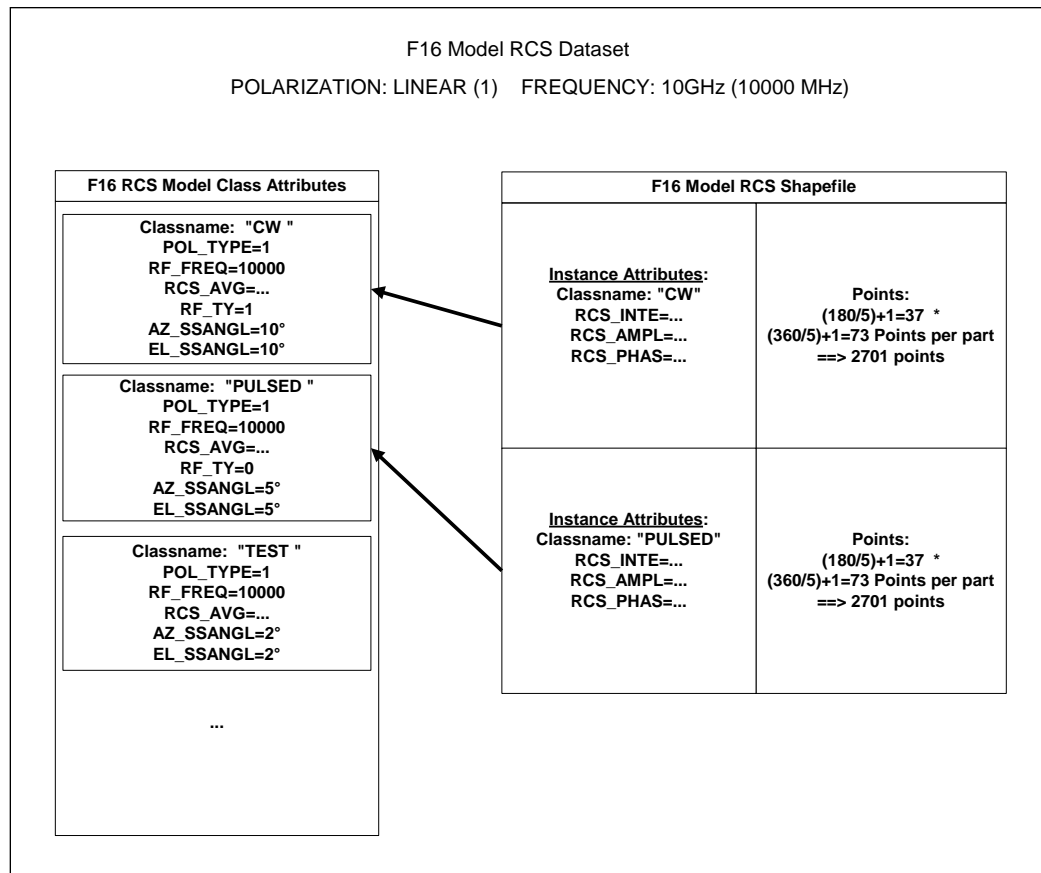 F16 Model RCS Dataset
POLARIZATION: LINEAR (1) FREQUENCY: 10GHz (10000 MHz)
F16 RCS Model Class Attributes
Classname: "CW "
POL_TYPE=1
RF_FREQ=10000
RCS_AVG=...
RF_TY=1
AZ_SSANGL=10°
EL_SSANGL=10°
Classname: "PULSED "
POL_TYPE=1
RF_FREQ=10000
RCS_AVG=...
RF_TY=0
AZ_SSANGL=5°
EL_SSANGL=5°
Classname: "TEST "
POL_TYPE=1
RF_FREQ=10000
RCS_AVG=...
AZ_SSANGL=2°
EL_SSANGL=2°
...
F16 Model RCS Shapefile
Instance Attributes:
Classname: "CW"
RCS_INTE=...
RCS_AMPL=...
RCS_PHAS=...
Points:
(180/5)+1=37 *
(360/5)+1=73 Points per part
==> 2701 points
Instance Attributes:
Classname: "PULSED"
RCS_INTE=...
RCS_AMPL=...
RCS_PHAS=...
Points:
(180/5)+1=37 *
(360/5)+1=73 Points per part
==> 2701 points